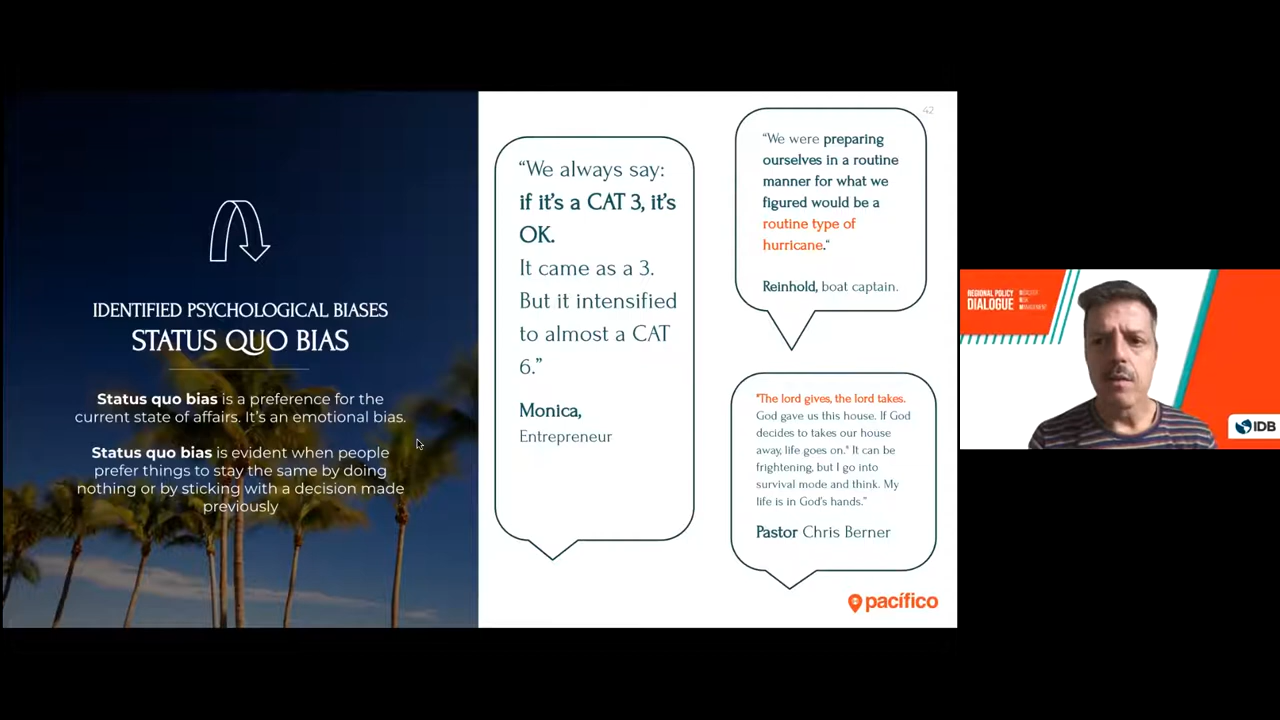 IDENTIFIED PSYCHOLOGICAL BIASES
STATUS QUO BIAS
Status quo bias is a preference for the
current state of affairs. It's an emotional bias.
Status quo bias is evident when people
prefer things to stay the same by doing
nothing or by sticking with a decision made
previously
“We always say:
if it’s a CAT 3, it’s
OK.
It came as a 3.
But it intensified
to almost a CAT
6.”
Monica,
Entrepreneur
42
“We were preparing
ourselves in a routine
manner for what we
figured would be a
routine type of
hurricane.“
Reinhold, boat captain.
"The lord gives, the lord takes.
God gave us this house. If God
decides to takes our house
away, life goes on." It can be
frightening, but I go into
survival mode and think. My
life is in God’s hands.”
Pastor Chris Berner
pacífico
REGIONAL POLICY
DIALOGUE
IDB